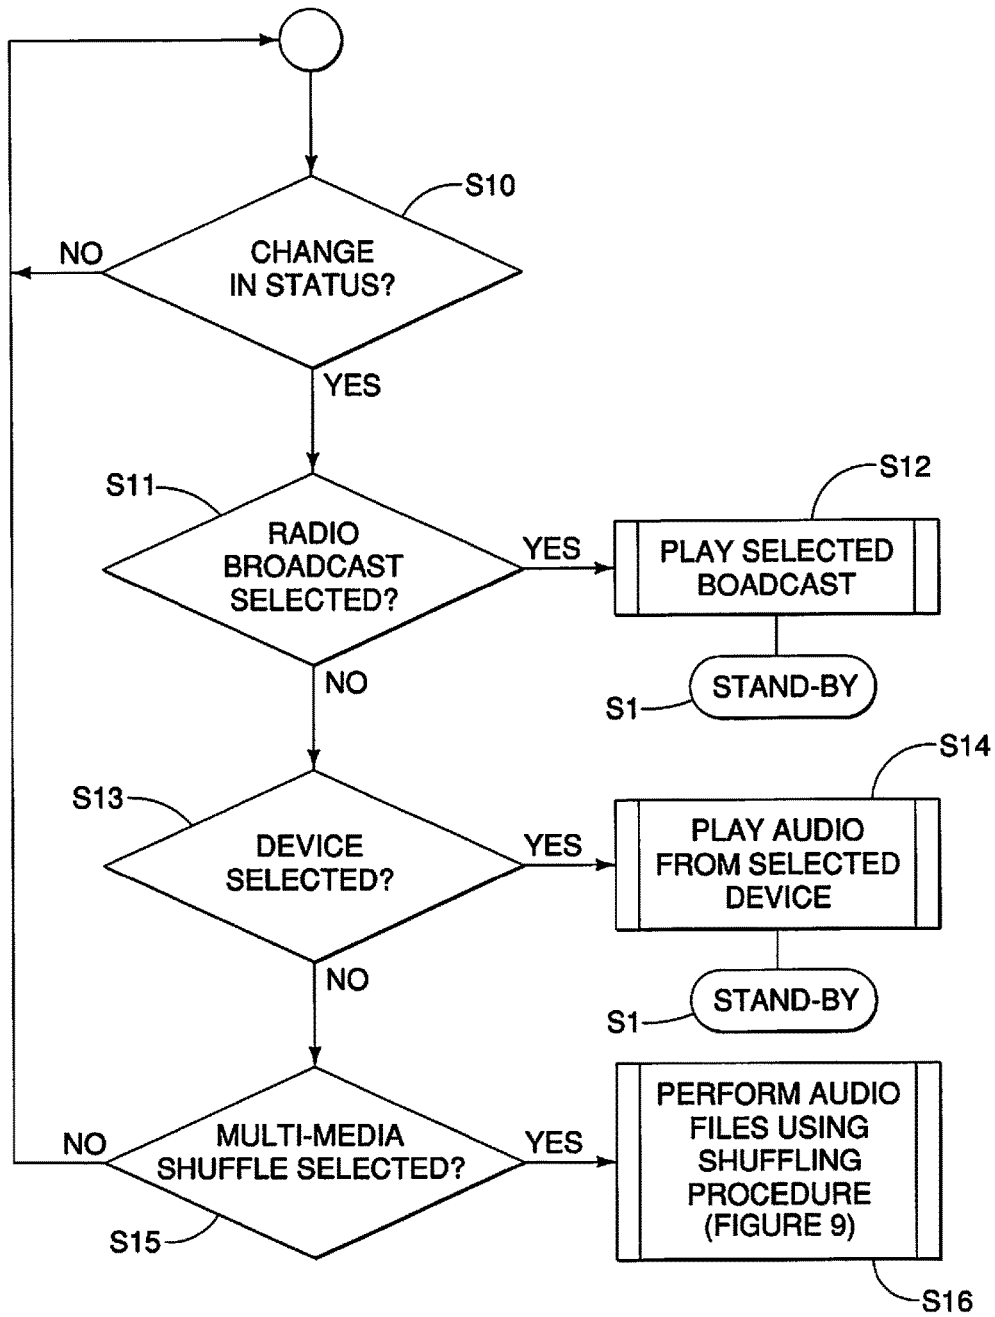 S10
CHANGE
IN STATUS?
NO
YES
S11
RADIO
BROADCAST
SELECTED?
YES
S12
PLAY SELECTED
BOADCAST
STAND-BY
S1
NO
S13
DEVICE
SELECTED?
YES
S14
PLAY AUDIO
FROM SELECTED
DEVICE
STAND-BY
S1
NO
MULTI-MEDIA
SHUFFLE SELECTED?
NO
YES
S15
PERFORM AUDIO
FILES USING
SHUFFLING
PROCEDURE
(FIGURE 9)
S16